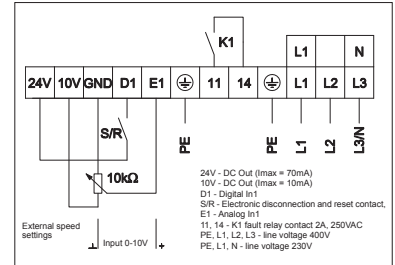 K1
L1 N
24V 10V GND D1 E1 11 14 L1 L2 L3
S/R
PE
PE
L1
L2
L3/N
10kΩ
External speed
settings
Input 0-10V
+
24V - DC Out (Imax = 70mA)
10V - DC Out (Imax = 10mA)
D1 - Digital In1
S/R - Electronic disconnection and reset contact,
E1 - Analog In1
11, 14 - K1 fault relay contact 2A, 250VAC
PE, L1, L2, L3 - line voltage 400V
PE, L1, N - line voltage 230V